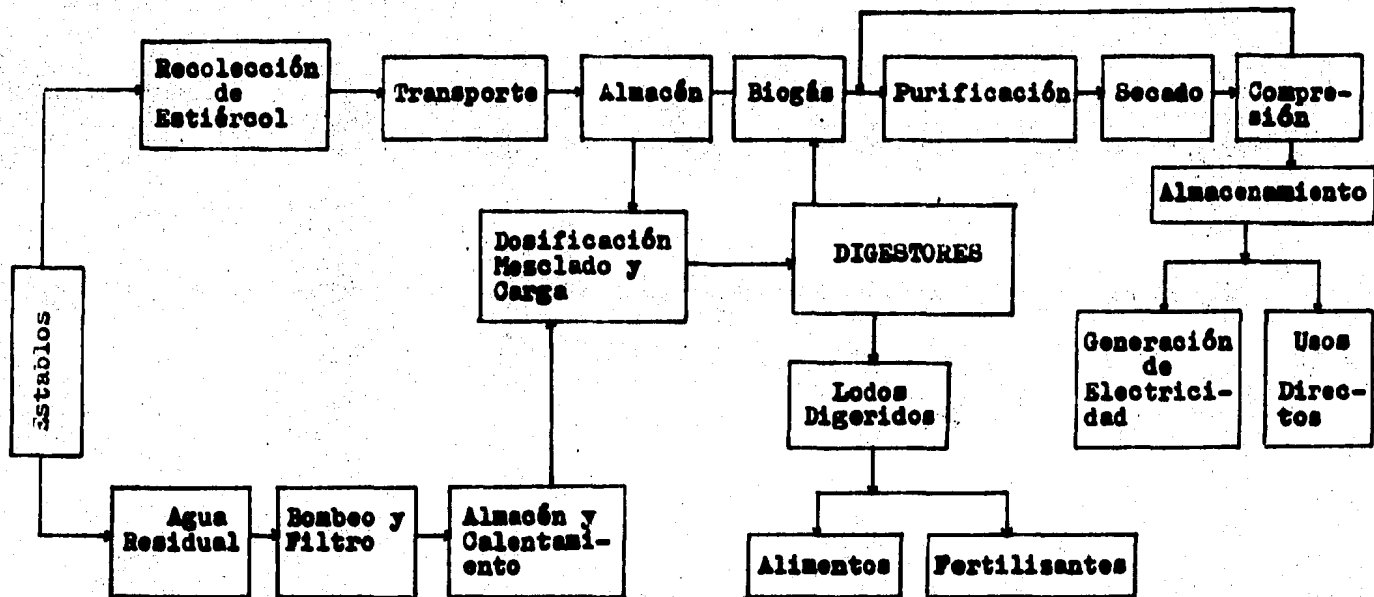 Recolección
de
Estiércol
Transporte
Almacén
Biogás
Purificación
Secado
Compre-
sión
Almacenamiento
Dosificación
Mezclado y
Carga
DIGESTORES
Establos
Generación
de
Electrici-
dad
Usos
Direc-
tos
Lodos
Digeridos
Agua
Residual
Bombeo y
Filtro
Almacén y
Calentami-
ento
Alimentos
Fertilisantes